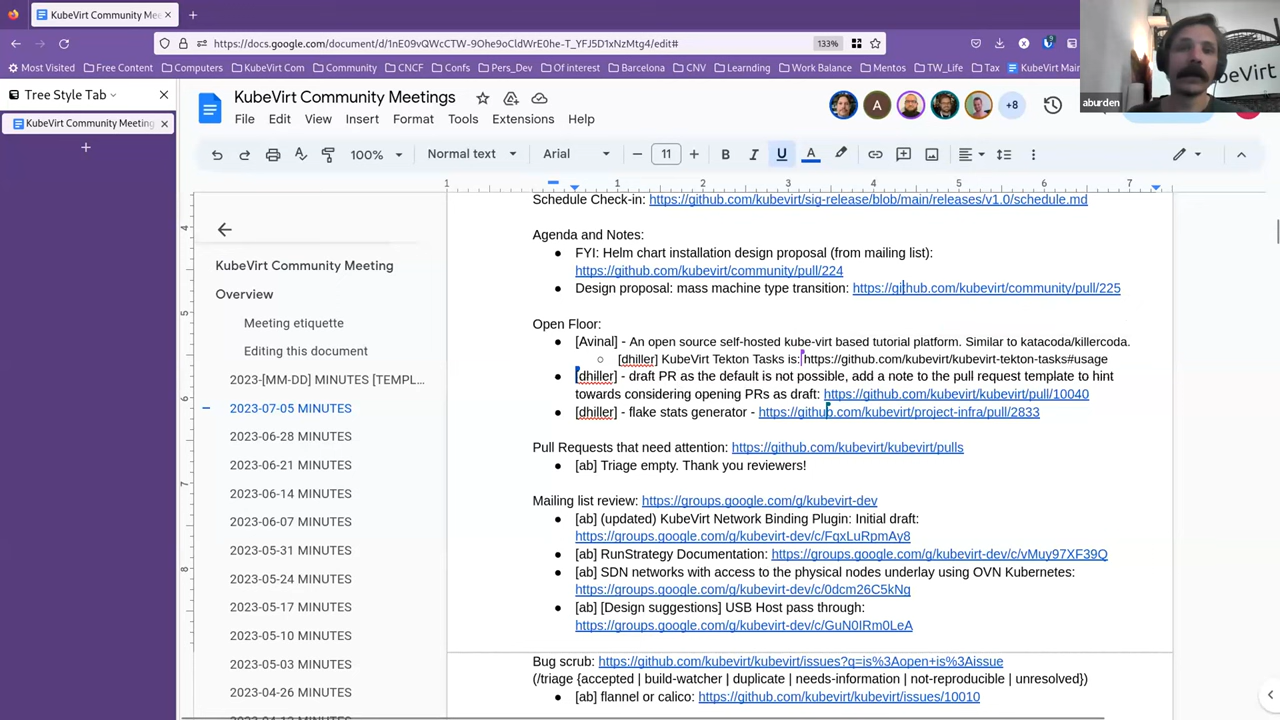 KubeVirt Community Meetings
https://docs.google.com/document/d/1nE09vQWcCTW-9Ohe9oCldWrE0he-T_YFJ5D1xNzMtg4/edit#
133%
Most Visited
Free Content
Computers
KubeVirt Com
Community
CNCF
Confs
Pers_Dev
Of interest
Barcelona
CNV
Learnding
Work Balance
Mentos
TW_Life
Tax
KubeVirt Main
aburden
Tree Style Tab
KubeVirt Community Meeting
KubeVirt Community Meetings
A
+8
File Edit View Insert Format Tools Extensions Help
100% Normal text Arial 11 B I U A
1 1 2 3 4 5 6 7
4
5
7
8
KubeVirt Community Meeting
Overview
Meeting etiquette
Editing this document
2023-[MM-DD] MINUTES [TEMPL...
2023-07-05 MINUTES
2023-06-28 MINUTES
2023-06-21 MINUTES
2023-06-14 MINUTES
2023-06-07 MINUTES
2023-05-31 MINUTES
2023-05-24 MINUTES
2023-05-17 MINUTES
2023-05-10 MINUTES
2023-05-03 MINUTES
2023-04-26 MINUTES
Schedule Check-in: https://github.com/kubevirt/sig-release/blob/main/releases/v1.0/schedule.md
Agenda and Notes:
● FYI: Helm chart installation design proposal (from mailing list):
https://github.com/kubevirt/community/pull/224
● Design proposal: mass machine type transition: https://github.com/kubevirt/community/pull/225
Open Floor:
● [Avinal] - An open source self-hosted kube-virt based tutorial platform. Similar to katacoda/killercoda.
○ [dhiller] KubeVirt Tekton Tasks is: https://github.com/kubevirt/kubevirt-tekton-tasks#usage
● [dhiller] - draft PR as the default is not possible, add a note to the pull request template to hint
towards considering opening PRs as draft: https://github.com/kubevirt/kubevirt/pull/10040
● [dhiller] - flake stats generator - https://github.com/kubevirt/project-infra/pull/2833
Pull Requests that need attention: https://github.com/kubevirt/kubevirt/pulls
● [ab] Triage empty. Thank you reviewers!
Mailing list review: https://groups.google.com/g/kubevirt-dev
● [ab] (updated) KubeVirt Network Binding Plugin: Initial draft:
https://groups.google.com/g/kubevirt-dev/c/FqxLuRpmAy8
● [ab] RunStrategy Documentation: https://groups.google.com/g/kubevirt-dev/c/vMuy97XF39Q
● [ab] SDN networks with access to the physical nodes underlay using OVN Kubernetes:
https://groups.google.com/g/kubevirt-dev/c/0dcm26C5kNg
● [ab] [Design suggestions] USB Host pass through:
https://groups.google.com/g/kubevirt-dev/c/GuN0IRm0LeA
Bug scrub: https://github.com/kubevirt/kubevirt/issues?q=is%3Aopen+is%3Aissue
(/triage {accepted | build-watcher | duplicate | needs-information | not-reproducible | unresolved})
● [ab] flannel or calico: https://github.com/kubevirt/kubevirt/issues/10010